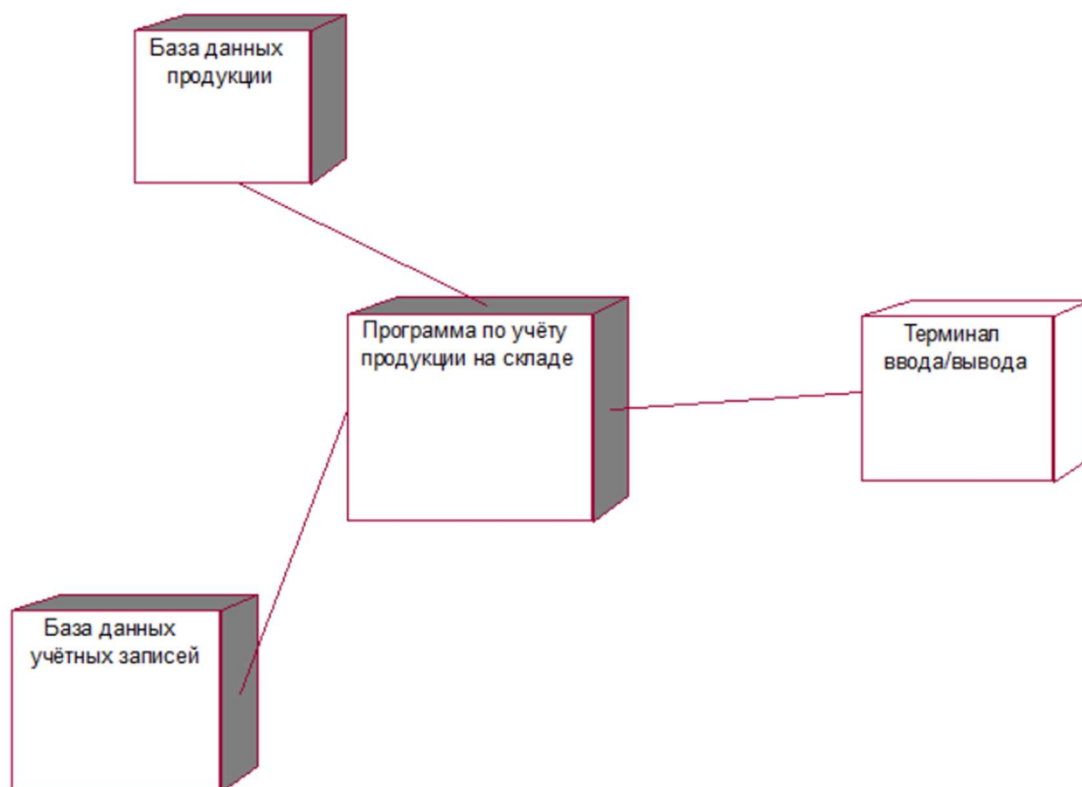 База данных
продукции
Программа по учёту
продукции на складе
Терминал
ввода/вывода
База данных
учётных записей